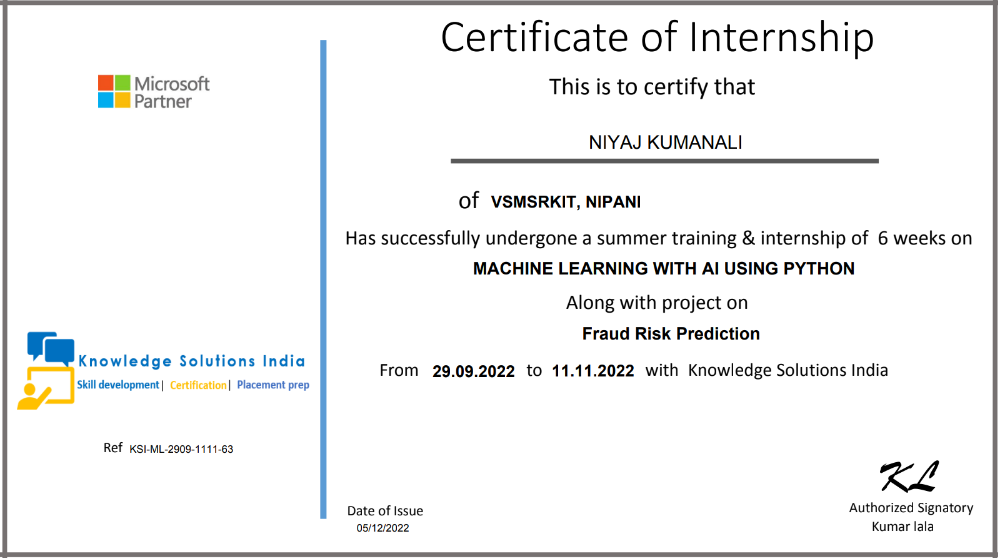 Microsoft
Partner
Knowledge Solutions India
Skill development| Certification| Placement prep
Ref KSI-ML-2909-1111-63
Certificate of Internship
This is to certify that
NIYAJ KUMANALI
of VSMSRKIT, NIPANI
Has successfully undergone a summer training & internship of 6 weeks on
MACHINE LEARNING WITH AI USING PYTHON
Along with project on
Fraud Risk Prediction
From 29.09.2022 to 11.11.2022 with Knowledge Solutions India
Date of Issue
05/12/2022
KL
Authorized Signatory
Kumar lala